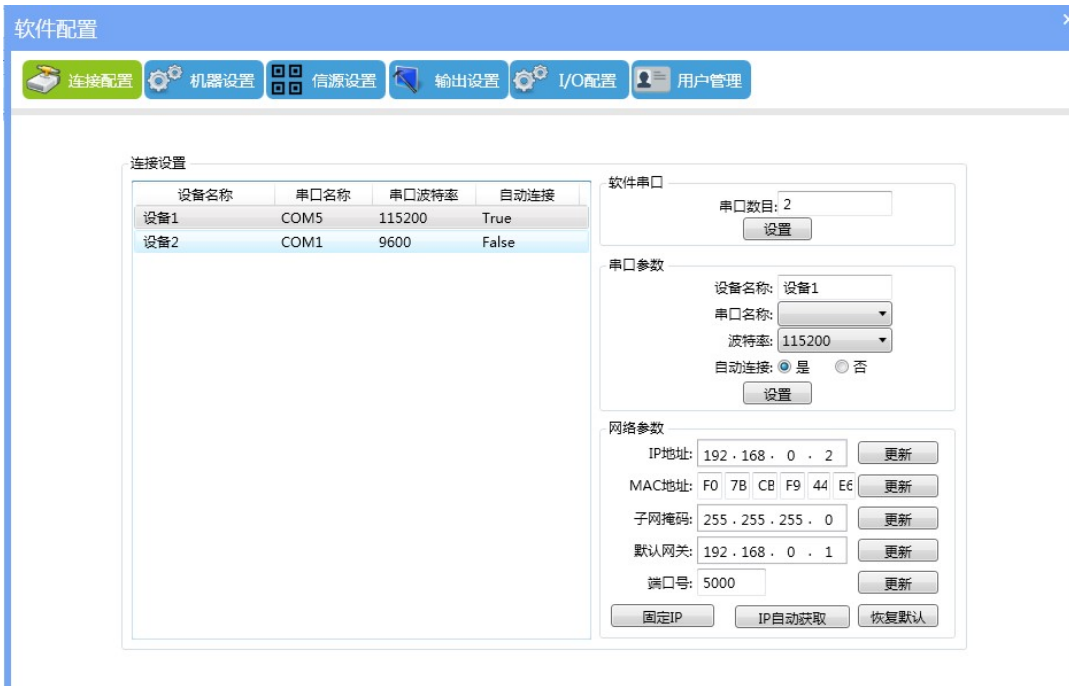 软件配置
连接配置 机器设置 信源设置 输出设置 I/O配置 用户管理
连接设置
设备名称 串口名称 串口波特率 自动连接
设备1 COM5 115200 True
设备2 COM1 9600 False
软件串口
串口数目: 2
设置
串口参数
设备名称: 设备1
串口名称:
波特率: 115200
自动连接: 是 否
设置
网络参数
IP地址: 192 . 168 . 0 . 2 更新
MAC地址: F0 7B CB F9 44 E6 更新
子网掩码: 255 . 255 . 255 . 0 更新
默认网关: 192 . 168 . 0 . 1 更新
端口号: 5000 更新
固定IP IP自动获取 恢复默认